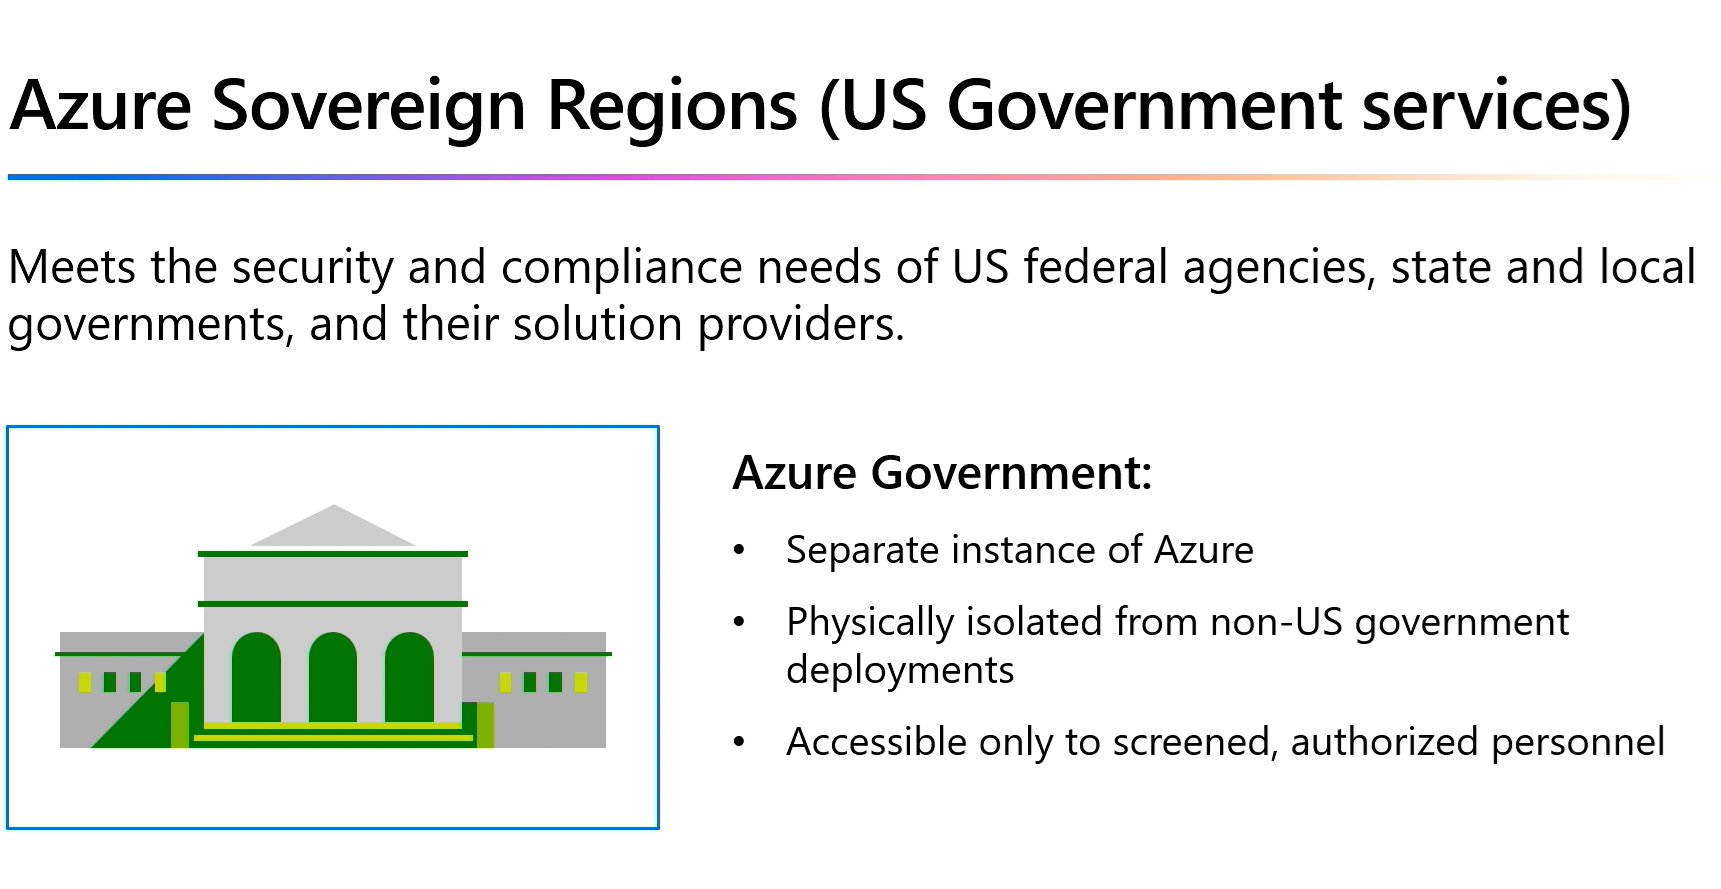 Azure Sovereign Regions (US Government services)
Meets the security and compliance needs of US federal agencies, state and local
governments, and their solution providers.
Azure Government:
• Separate instance of Azure
• Physically isolated from non-US government
deployments
• Accessible only to screened, authorized personnel